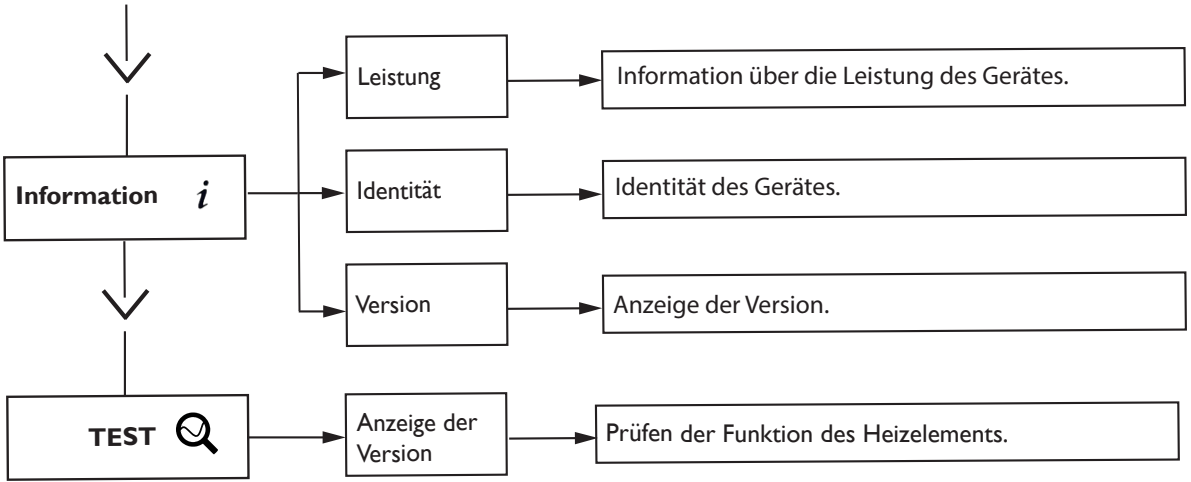 Leistung
Information über die Leistung des Gerätes.
Information i
Identität
Identität des Gerätes.
Version
Anzeige der Version.
TEST
Anzeige der
Version
Prüfen der Funktion des Heizelements.